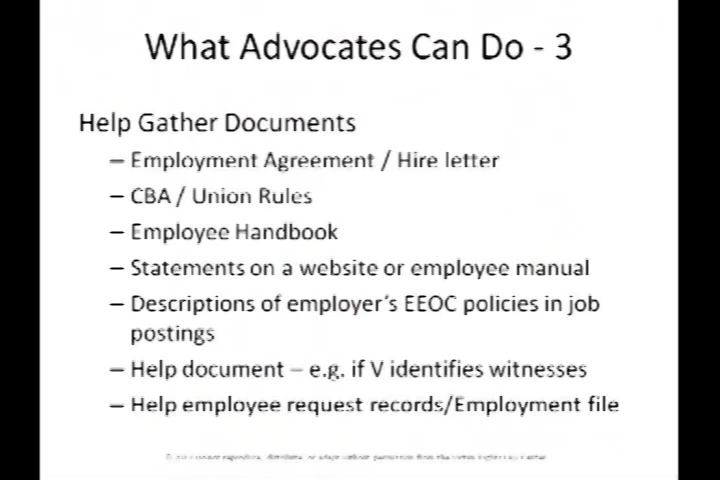 What Advocates Can Do - 3
Help Gather Documents
– Employment Agreement / Hire letter
– CBA / Union Rules
– Employee Handbook
– Statements on a website or employee manual
– Descriptions of employer's EEOC policies in job
postings
– Help document – e.g. if V identifies witnesses
– Help employee request records/Employment file